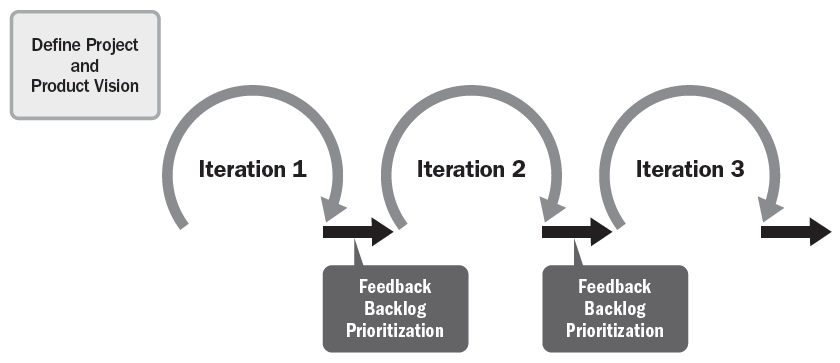 Define Project
and
Product Vision
Iteration 1
Iteration 2
Iteration 3
Feedback
Backlog
Prioritization
Feedback
Backlog
Prioritization